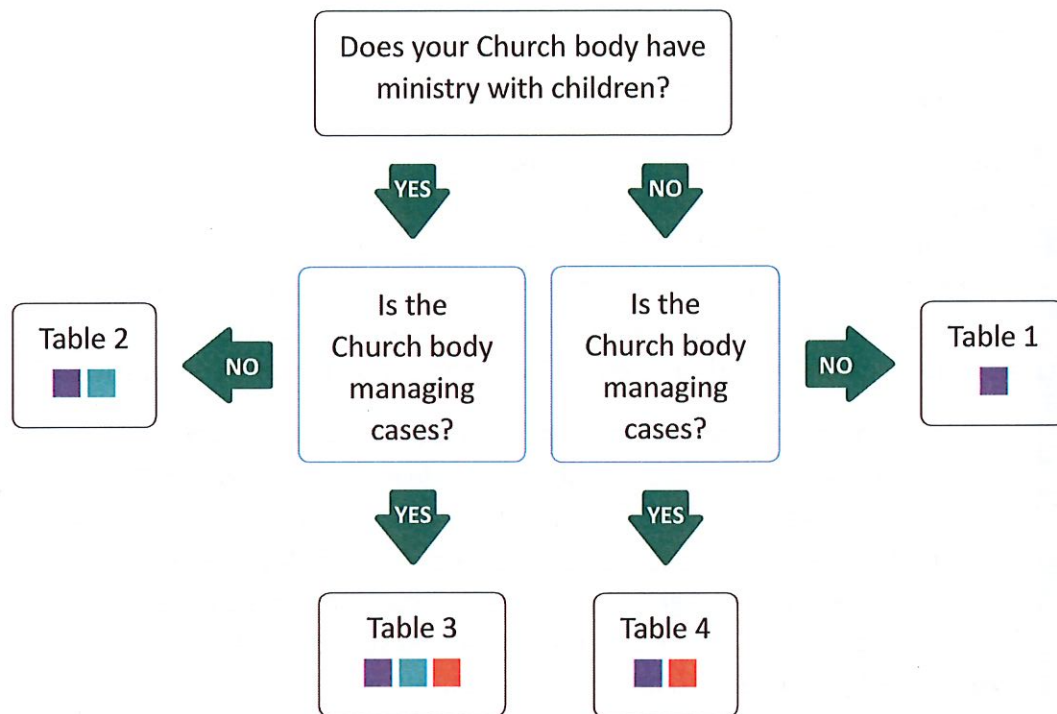 Does your Church body have
ministry with children?
YES
NO
Is the
Church body
managing
cases?
Is the
Church body
managing
cases?
Table 2
NO
NO
Table 1
YES
YES
Table 3
Table 4